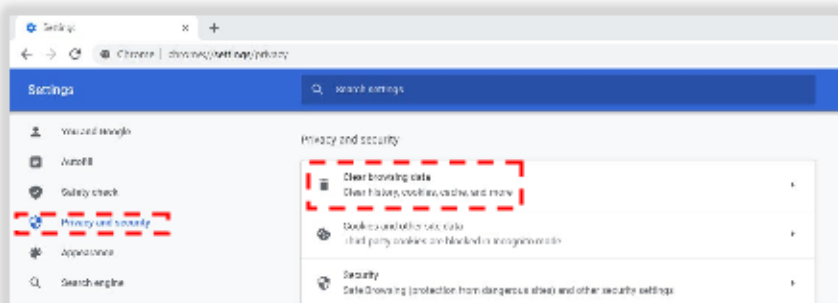 Settings
Chrome | chrome://settings/privacy
Settings
Search settings
You and Google
Autofill
Safety check
Privacy and security
Appearance
Search engine
Privacy and security
Clear browsing data
Clear history, cookies, cache, and more
Cookies and other site data
Third-party cookies are blocked in Incognito mode
Security
Safe Browsing (protection from dangerous sites) and other security settings